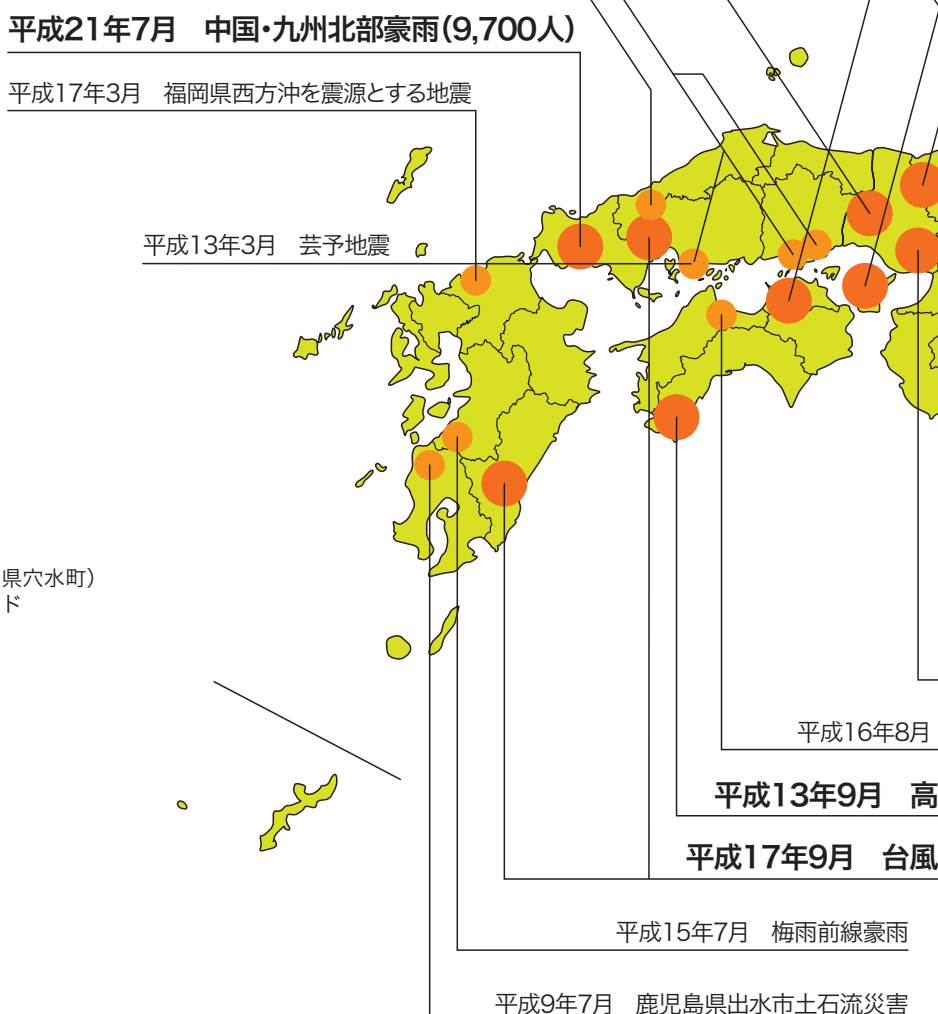 平成21年7月　中国・九州北部豪雨（9,700人）
平成17年3月　福岡県西方沖を震源とする地震
平成13年3月　芸予地震
県穴水町）
ド
平成16年8月
平成13年9月　高
平成17年9月　台風
平成15年7月　梅雨前線豪雨
平成9年7月　鹿児島県出水市土石流災害